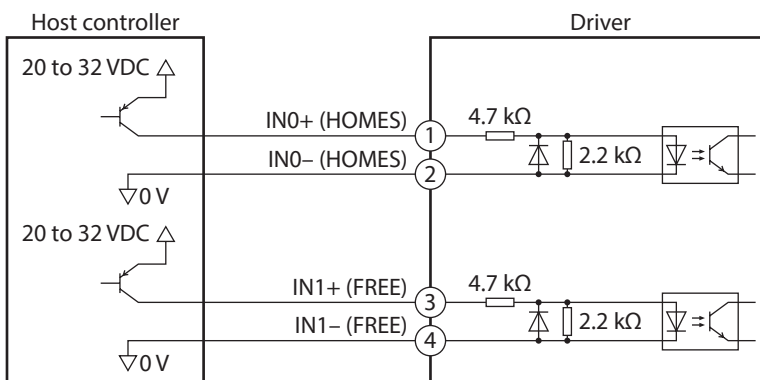 Host controller
Driver
20 to 32 VDC
IN0+ (HOMES)
1
4.7 kΩ
IN0– (HOMES)
2
2.2 kΩ
0 V
20 to 32 VDC
IN1+ (FREE)
3
4.7 kΩ
IN1– (FREE)
4
2.2 kΩ
0 V